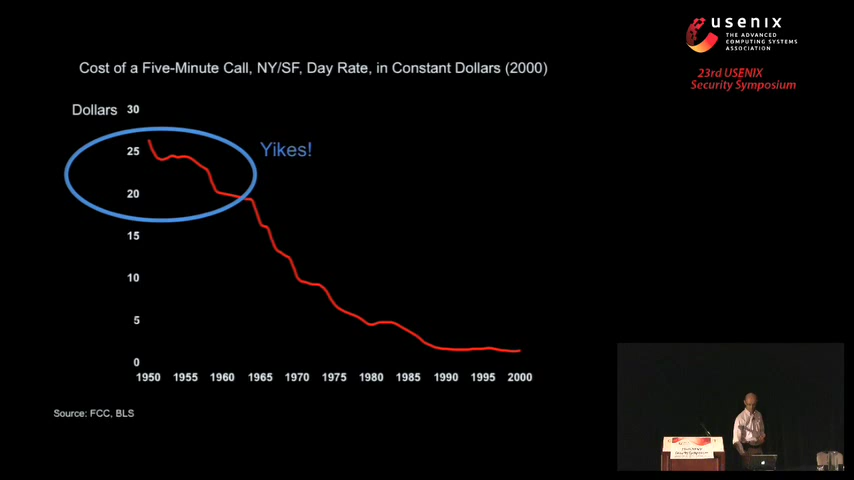 usenix
THE ADVANCED
COMPUTING SYSTEMS
ASSOCIATION
23rd USENIX
Security Symposium
Cost of a Five-Minute Call, NY/SF, Day Rate, in Constant Dollars (2000)
Dollars 30
25
Yikes!
20
15
10
5
0
1950 1955 1960 1965 1970 1975 1980 1985 1990 1995 2000
Source: FCC, BLS